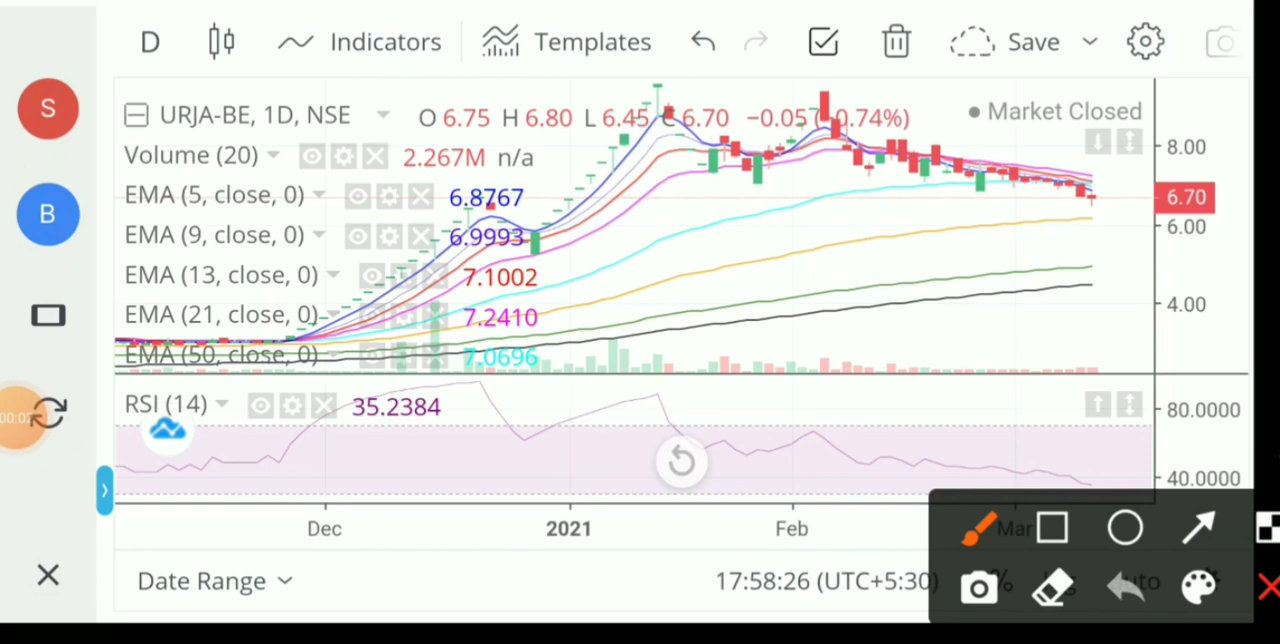 D Indicators Templates Save
S
URJA-BE, 1D, NSE O 6.75 H 6.80 L 6.45 C 6.70 −0.05 (−0.74%) Market Closed
Volume (20) 2.267M n/a
8.00
EMA (5, close, 0) 6.8767
6.70
B
EMA (9, close, 0) 6.9993
6.00
EMA (13, close, 0) 7.1002
4.00
EMA (21, close, 0) 7.2410
EMA (50, close, 0) 7.0696
RSI (14) 35.2384
80.0000
40.0000
Dec 2021 Feb Mar
Date Range 17:58:26 (UTC+5:30) %